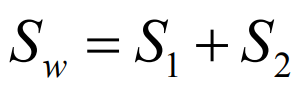 S_w = S_1 + S_2